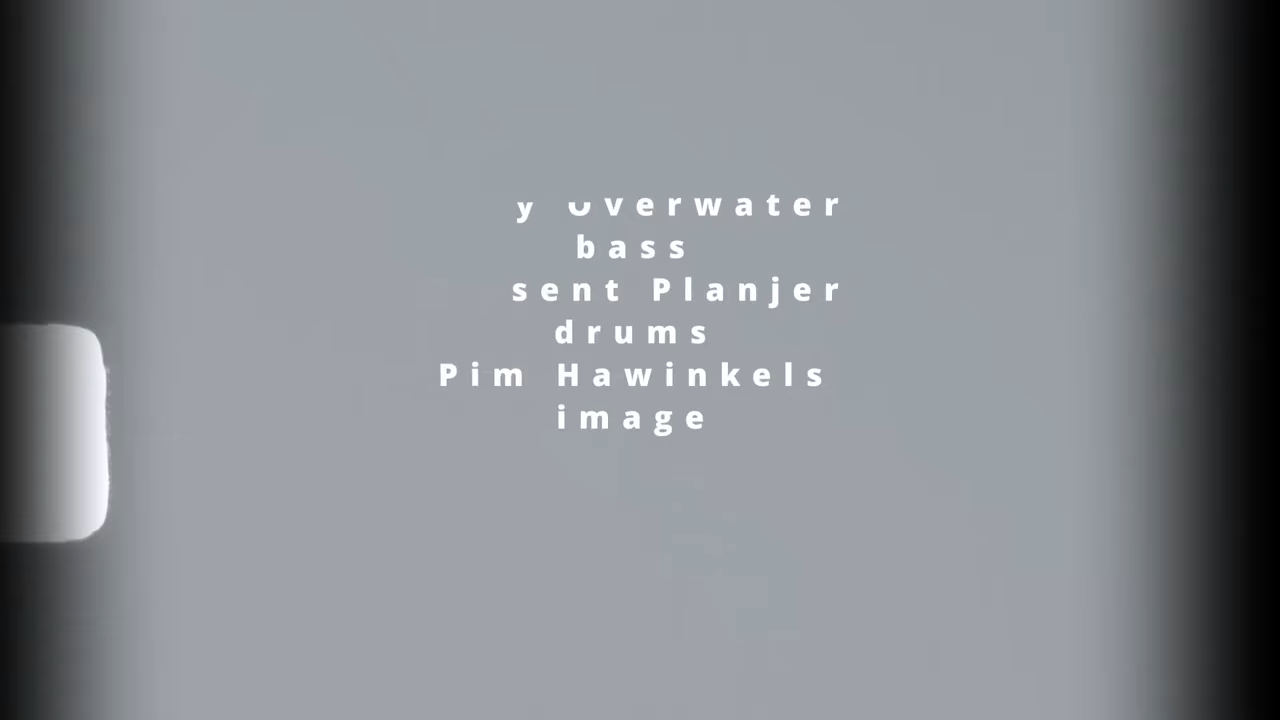 y Overwater
bass
sent Planjer
drums
Pim Hawinkels
image